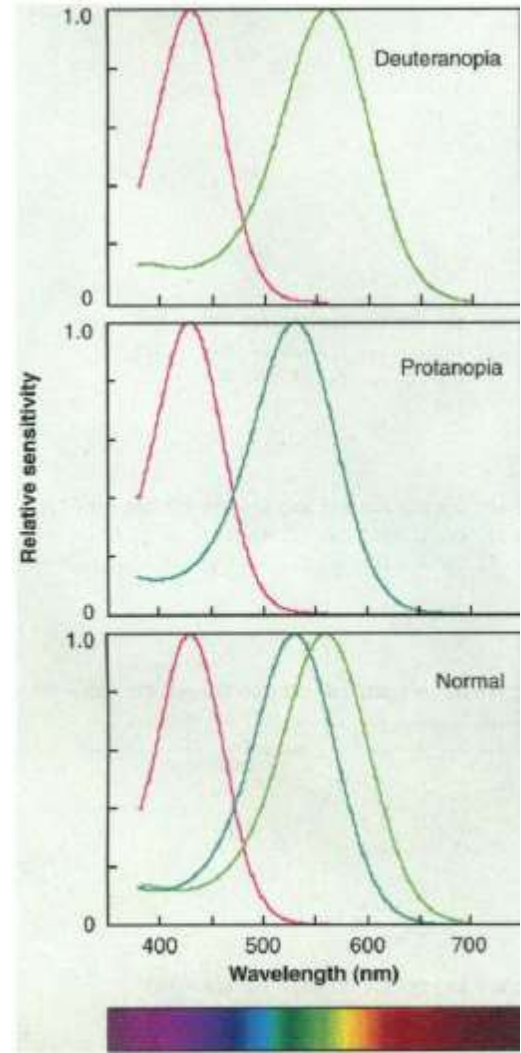 1.0
Deuteranopia
0
1.0
Protanopia
0
Relative sensitivity
1.0
Normal
0
400 500 600 700
Wavelength (nm)